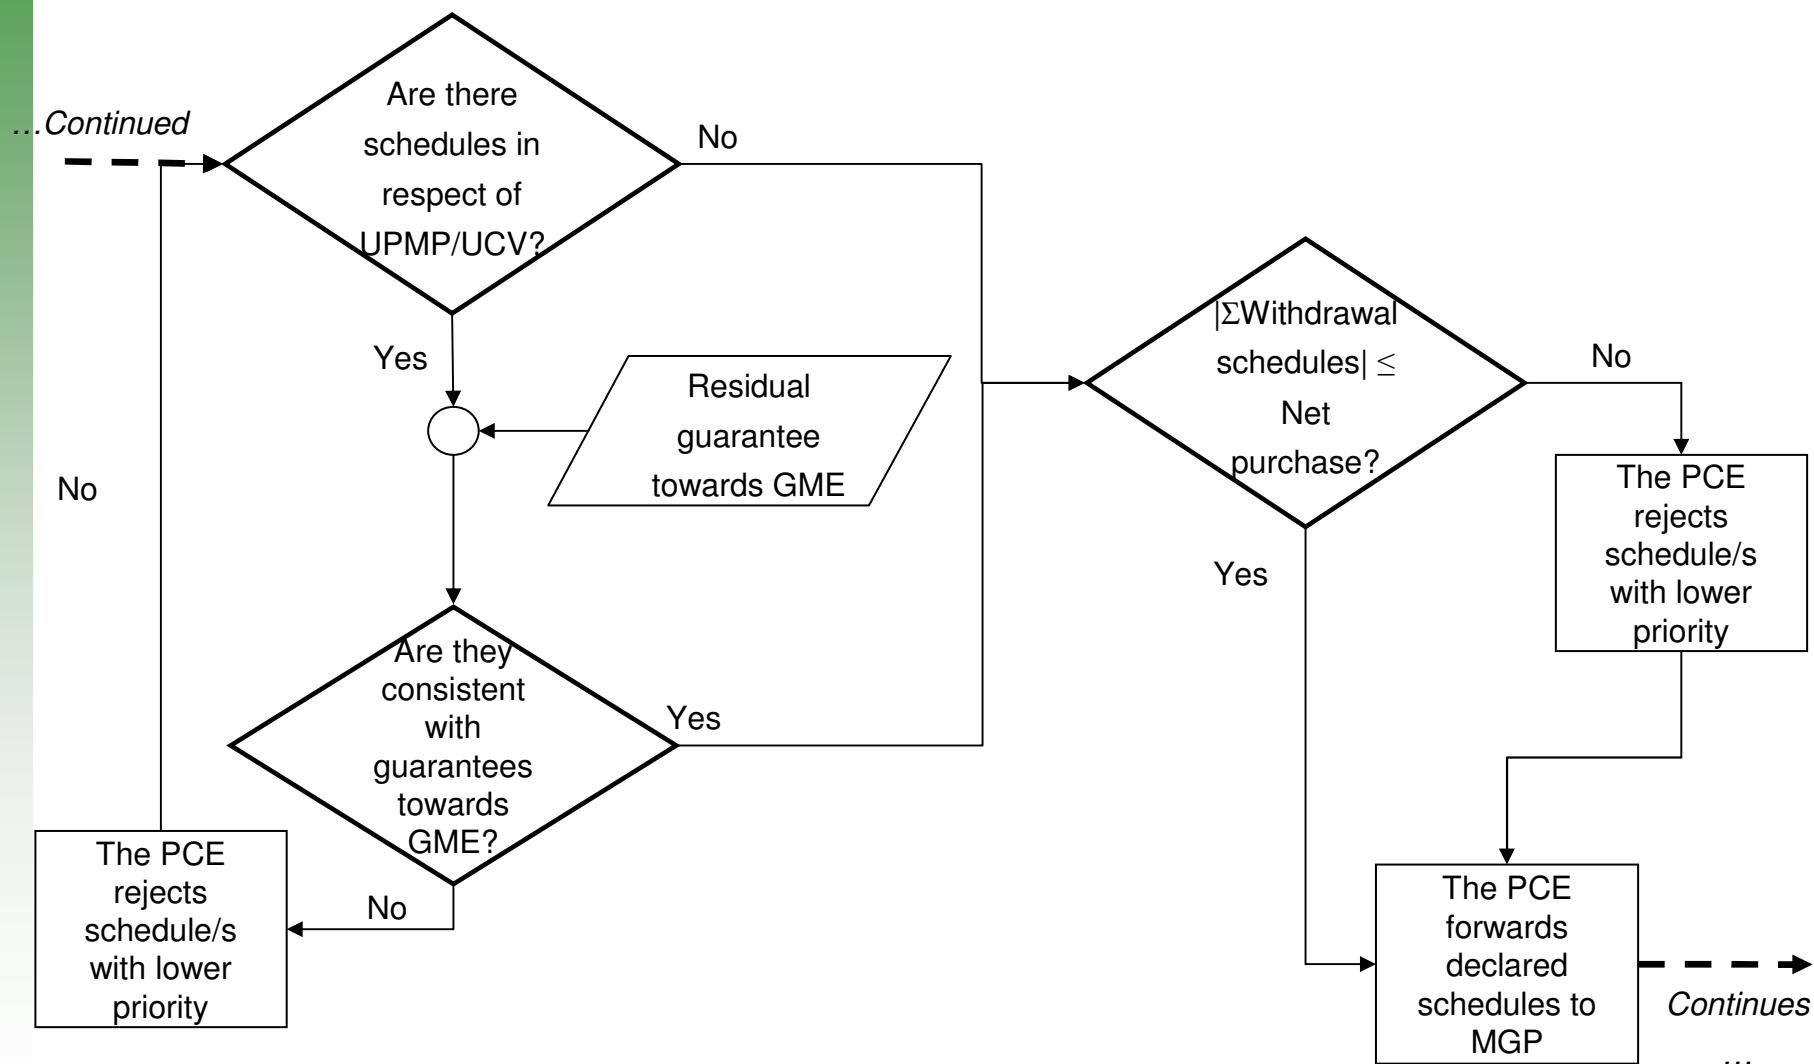 ...Continued
Are there
schedules in
respect of
UPMP/UCV?
No
Yes
Residual
guarantee
towards GME
No
Are they
consistent
with
guarantees
towards
GME?
Yes
No
The PCE
rejects
schedule/s
with lower
priority
|ΣWithdrawal
schedules| ≤
Net
purchase?
No
Yes
The PCE
rejects
schedule/s
with lower
priority
The PCE
forwards
declared
schedules to
MGP
Continues
...